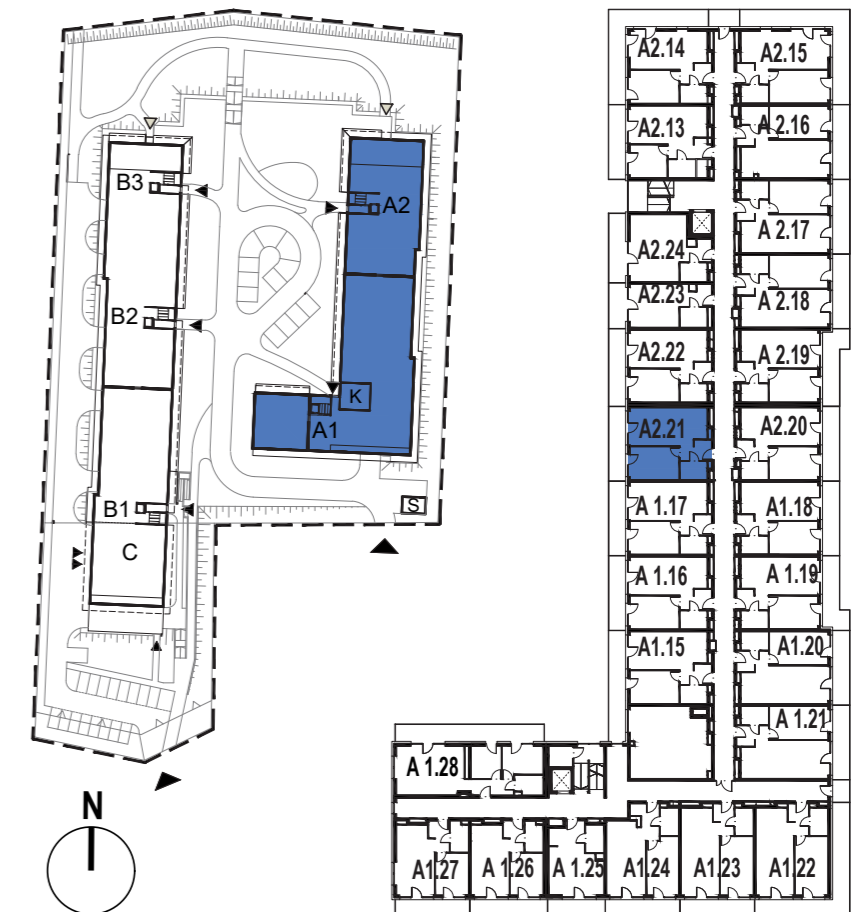 B3
A2
B2
K
A1
B1
S
C
N
A2.14
A2.15
A2.13
A 2.16
A 2.17
A2.24
A2.23
A 2.18
A2.22
A 2.19
A2.21
A2.20
A 1.17
A1.18
A 1.16
A 1.19
A1.15
A1.20
A 1.21
A 1.28
A1.27
A 1.26
A 1.25
A1.24
A1.23
A1.22